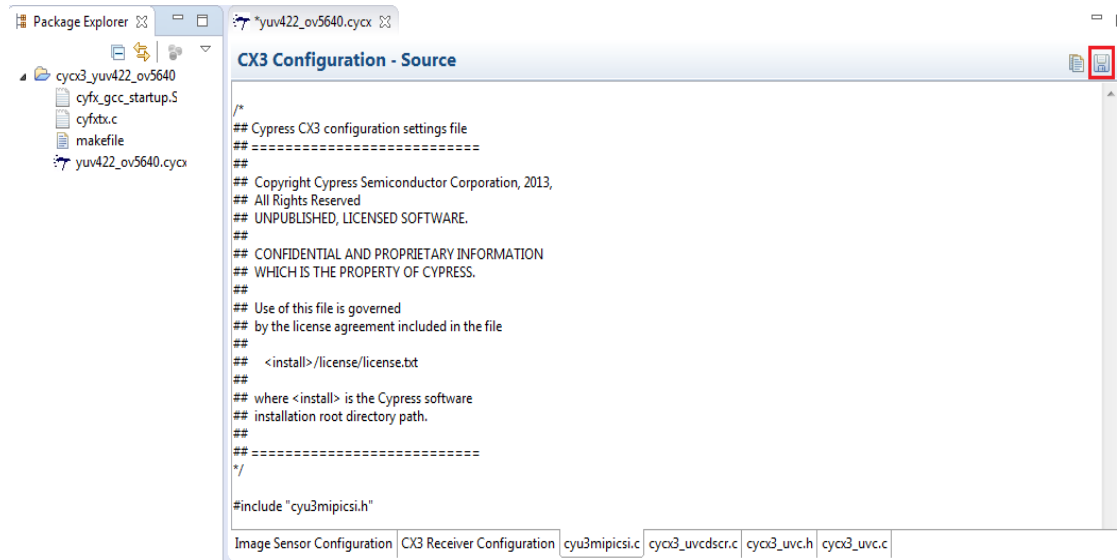 Package Explorer
*yuv422_ov5640.cycx
cycx3_yuv422_ov5640
cyfx_gcc_startup.S
cyfxtx.c
makefile
yuv422_ov5640.cycx
CX3 Configuration - Source
/*
## Cypress CX3 configuration settings file
## ===========================
##
## Copyright Cypress Semiconductor Corporation, 2013,
## All Rights Reserved
## UNPUBLISHED, LICENSED SOFTWARE.
##
## CONFIDENTIAL AND PROPRIETARY INFORMATION
## WHICH IS THE PROPERTY OF CYPRESS.
##
## Use of this file is governed
## by the license agreement included in the file
##
## <install>/license/license.txt
##
## where <install> is the Cypress software
## installation root directory path.
##
## ===========================
*/
#include "cyu3mipicsi.h"
Image Sensor Configuration CX3 Receiver Configuration cyu3mipicsi.c cycx3_uvcdscr.c cycx3_uvc.h cycx3_uvc.c